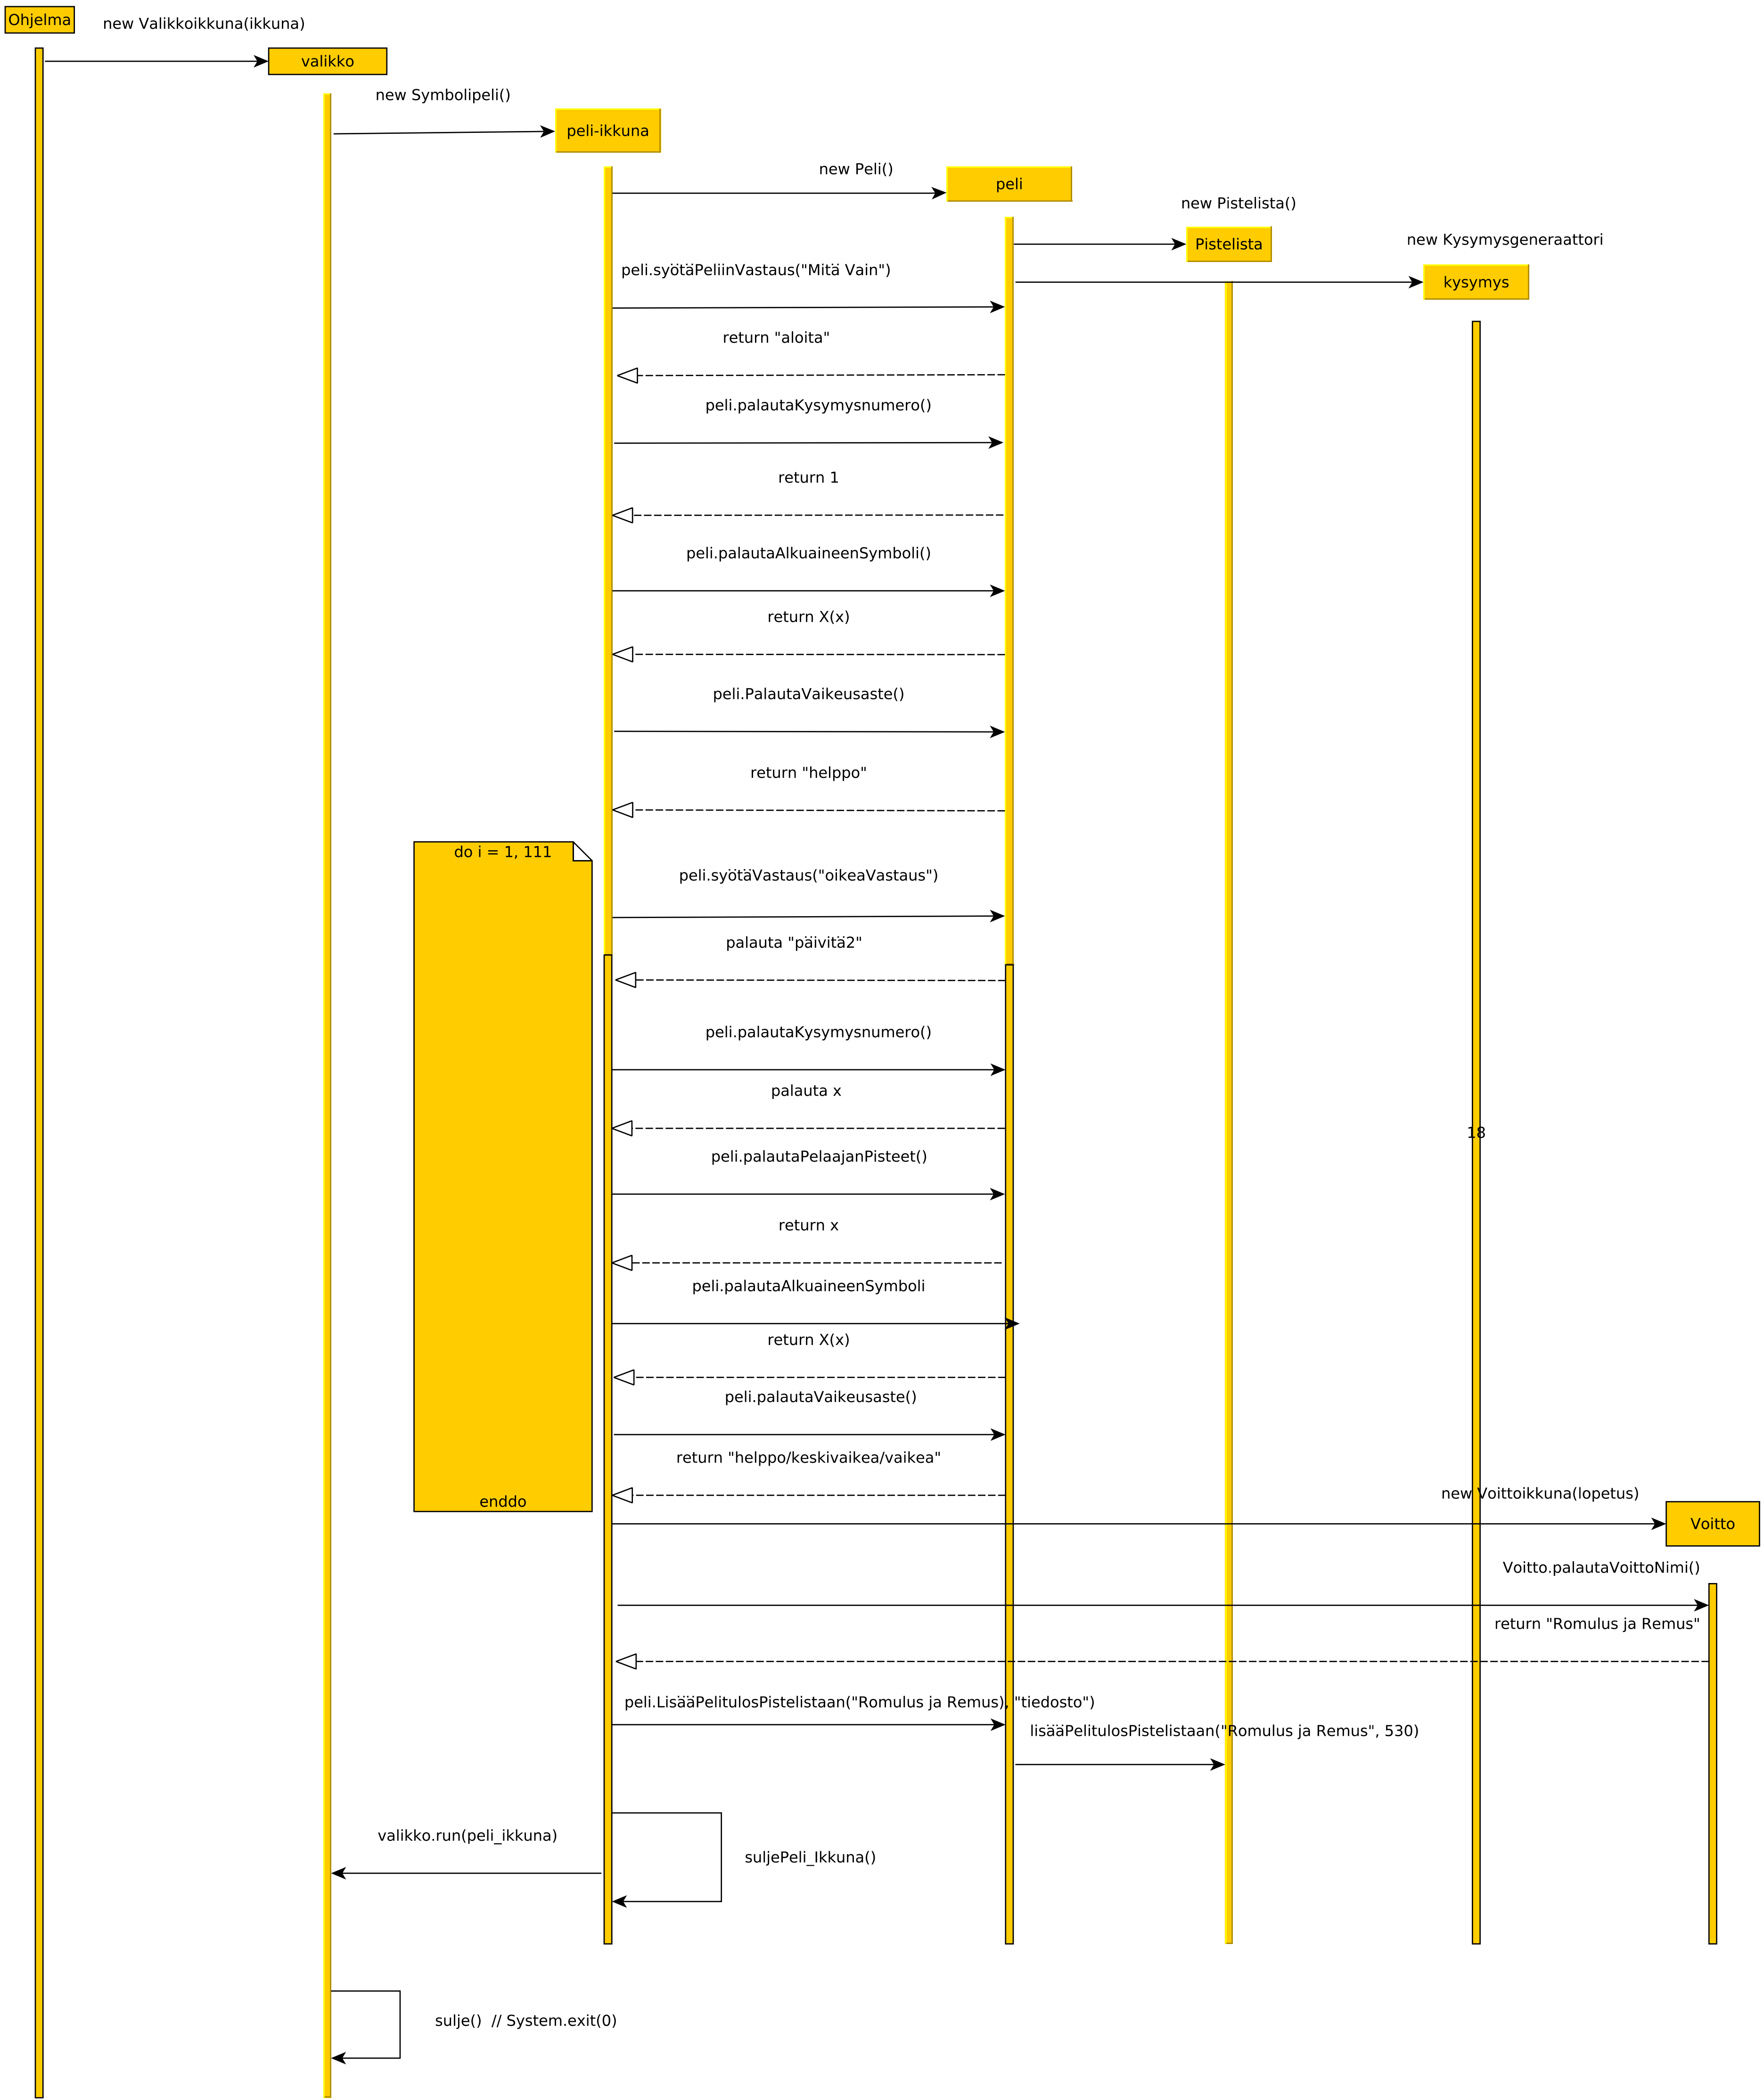 Ohjelma
new Valikkoikkuna(ikkuna)
valikko
new Symbolipeli()
peli-ikkuna
new Peli()
peli
new Pistelista()
Pistelista
new Kysymysgeneraattori
kysymys
peli.syötäPeliinVastaus("Mitä Vain")
return "aloita"
peli.palautaKysymysnumero()
return 1
peli.palautaAlkuaineenSymboli()
return X(x)
peli.PalautaVaikeusaste()
return "helppo"
do i = 1, 111
peli.syötäVastaus("oikeaVastaus")
palauta "päivitä2"
peli.palautaKysymysnumero()
palauta x
18
peli.palautaPelaajanPisteet()
return x
peli.palautaAlkuaineenSymboli
return X(x)
peli.palautaVaikeusaste()
return "helppo/keskivaikea/vaikea"
enddo
new Voittoikkuna(lopetus)
Voitto
Voitto.palautaVoittoNimi()
return "Romulus ja Remus"
peli.LisääPelitulosPistelistaan("Romulus ja Remus), "tiedosto")
lisääPelitulosPistelistaan("Romulus ja Remus", 530)
valikko.run(peli_ikkuna)
suljePeli_Ikkuna()
sulje()  // System.exit(0)